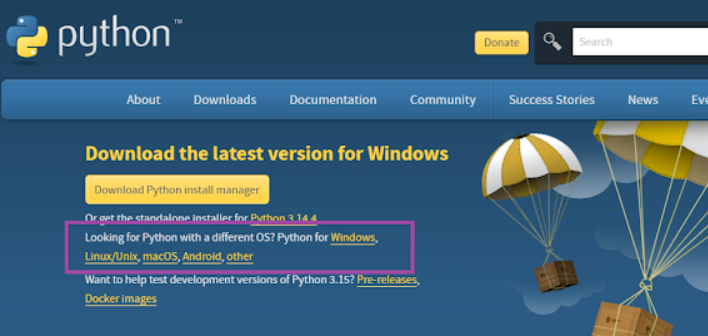 python™
Donate
Search
About Downloads Documentation Community Success Stories News Eve
Download the latest version for Windows
Download Python install manager
Or get the standalone installer for Python 3.14.4
Looking for Python with a different OS? Python for Windows,
Linux/Unix, macOS, Android, other
Want to help test development versions of Python 3.15? Pre-releases,
Docker images